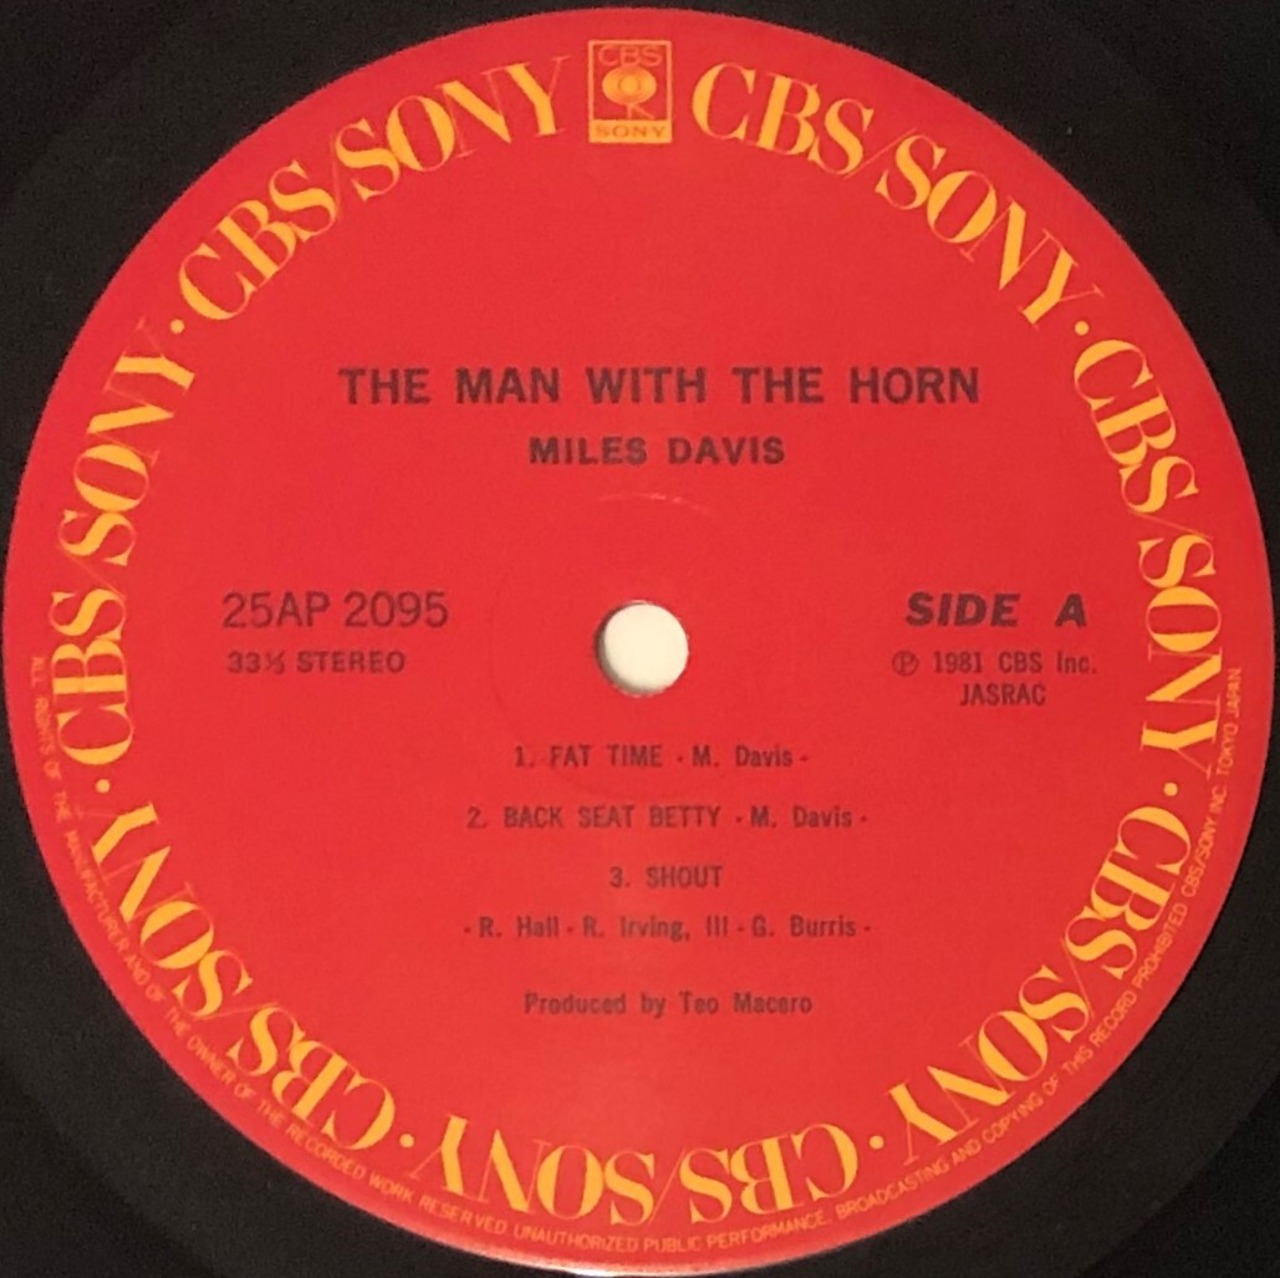 CBS
SONY
CBS/SONY · CBS/SONY · CBS/SONY · CBS/SONY · CBS/SONY · CBS/SONY · CBS/SONY · CBS/SONY
THE MAN WITH THE HORN
MILES DAVIS
25AP 2095
33⅓ STEREO
SIDE A
Ⓟ 1981 CBS Inc.
JASRAC
1. FAT TIME - M. Davis -
2. BACK SEAT BETTY - M. Davis -
3. SHOUT
- R. Hall - R. Irving, III - G. Burris -
Produced by Teo Macero
ALL RIGHTS OF THE MANUFACTURER AND OF THE OWNER OF THE RECORDED WORK RESERVED. UNAUTHORIZED PUBLIC PERFORMANCE, BROADCASTING AND COPYING OF THIS RECORD PROHIBITED CBS/SONY INC. TOKYO JAPAN